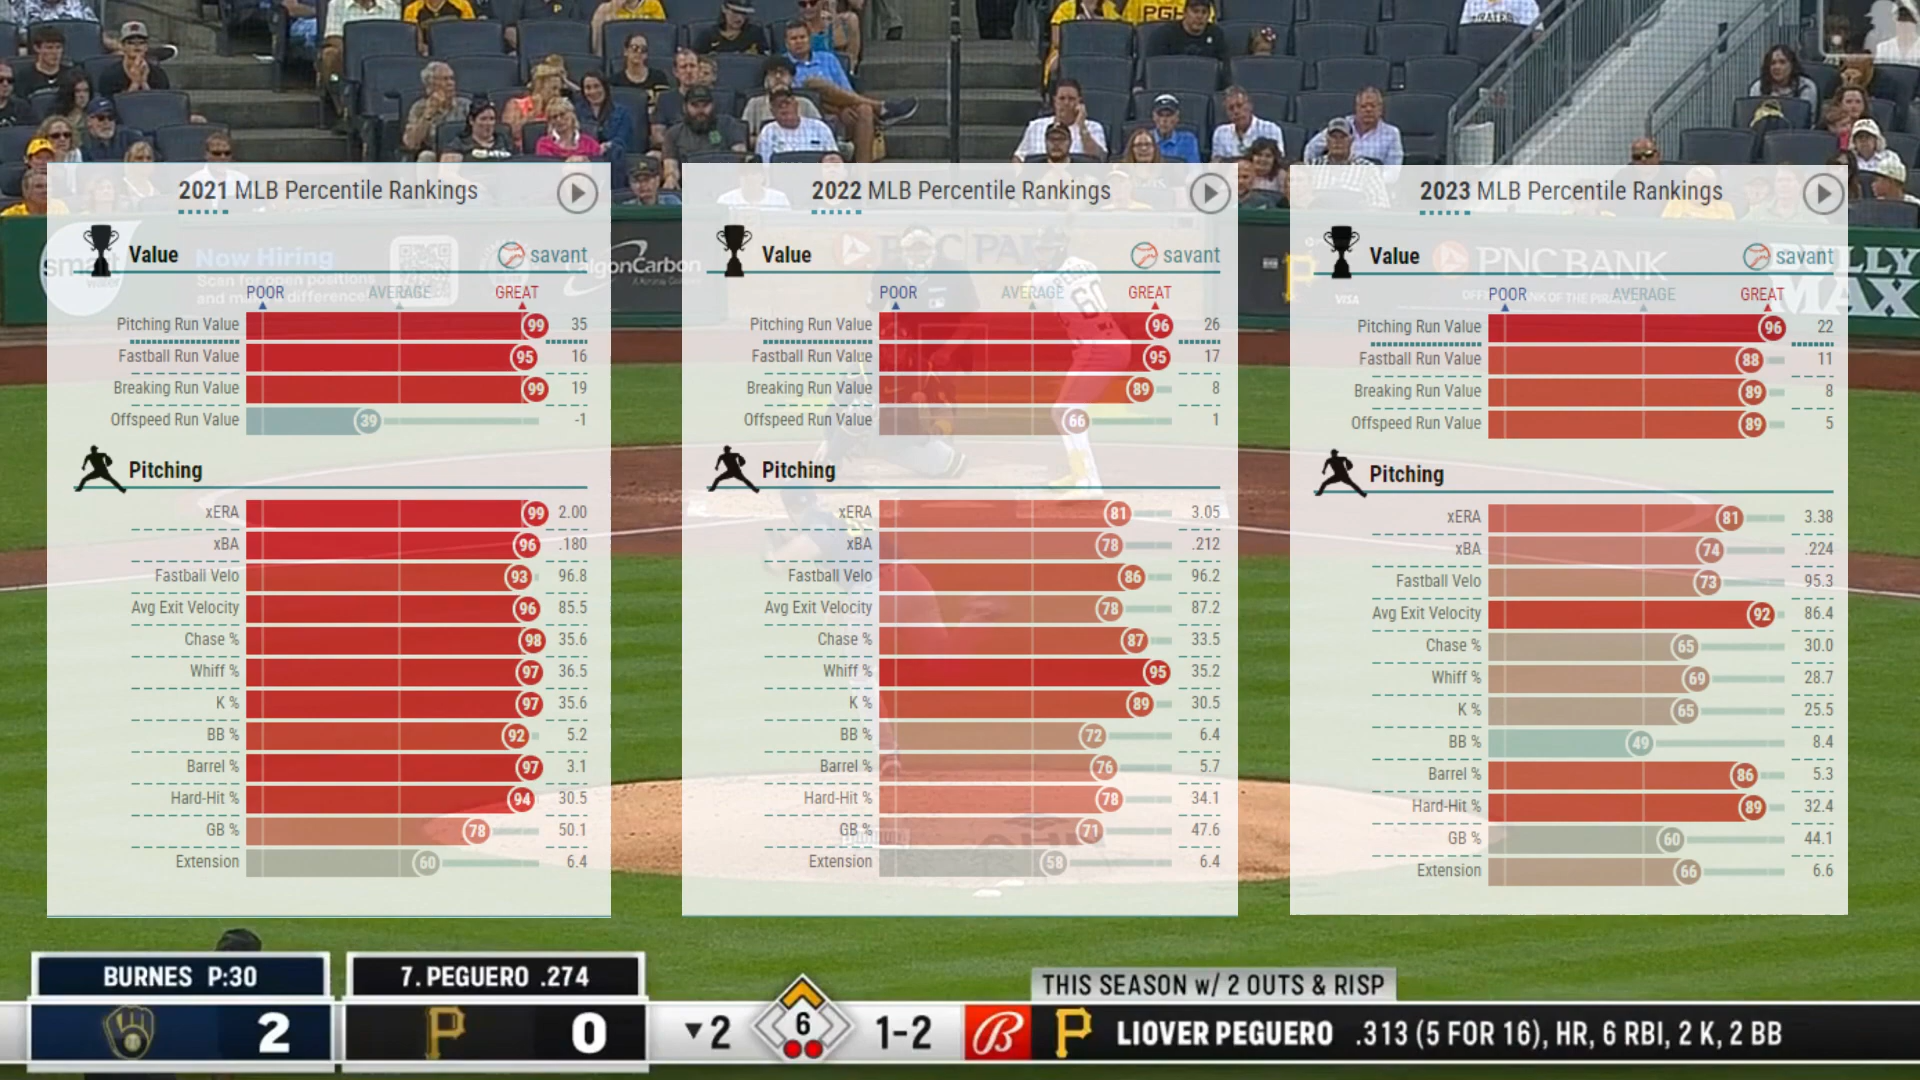 2021 MLB Percentile Rankings
Value
savant
POOR AVERAGE GREAT
Pitching Run Value 99 35
Fastball Run Value 95 16
Breaking Run Value 99 19
Offspeed Run Value 39 -1
Pitching
xERA 99 2.00
xBA 96 .180
Fastball Velo 93 96.8
Avg Exit Velocity 96 85.5
Chase % 98 35.6
Whiff % 97 36.5
K % 97 35.6
BB % 92 5.2
Barrel % 97 3.1
Hard-Hit % 94 30.5
GB % 78 50.1
Extension 60 6.4
2022 MLB Percentile Rankings
Value
savant
POOR AVERAGE GREAT
Pitching Run Value 96 26
Fastball Run Value 95 17
Breaking Run Value 89 8
Offspeed Run Value 66 1
Pitching
xERA 81 3.05
xBA 78 .212
Fastball Velo 86 96.2
Avg Exit Velocity 78 87.2
Chase % 87 33.5
Whiff % 95 35.2
K % 89 30.5
BB % 72 6.4
Barrel % 76 5.7
Hard-Hit % 78 34.1
GB % 71 47.6
Extension 58 6.4
2023 MLB Percentile Rankings
Value
savant
POOR AVERAGE GREAT
Pitching Run Value 96 22
Fastball Run Value 88 11
Breaking Run Value 89 8
Offspeed Run Value 89 5
Pitching
xERA 81 3.38
xBA 74 .224
Fastball Velo 73 95.3
Avg Exit Velocity 92 86.4
Chase % 65 30.0
Whiff % 69 28.7
K % 65 25.5
BB % 49 8.4
Barrel % 86 5.3
Hard-Hit % 89 32.4
GB % 60 44.1
Extension 66 6.6
Now Hiring
Scan for open positions
PNC BANK
VISA
MAX
PGH
60
BURNES P:30
2
7. PEGUERO .274
P
0
▼2
6
1-2
THIS SEASON w/ 2 OUTS & RISP
B
P
LIOVER PEGUERO .313 (5 FOR 16), HR, 6 RBI, 2 K, 2 BB